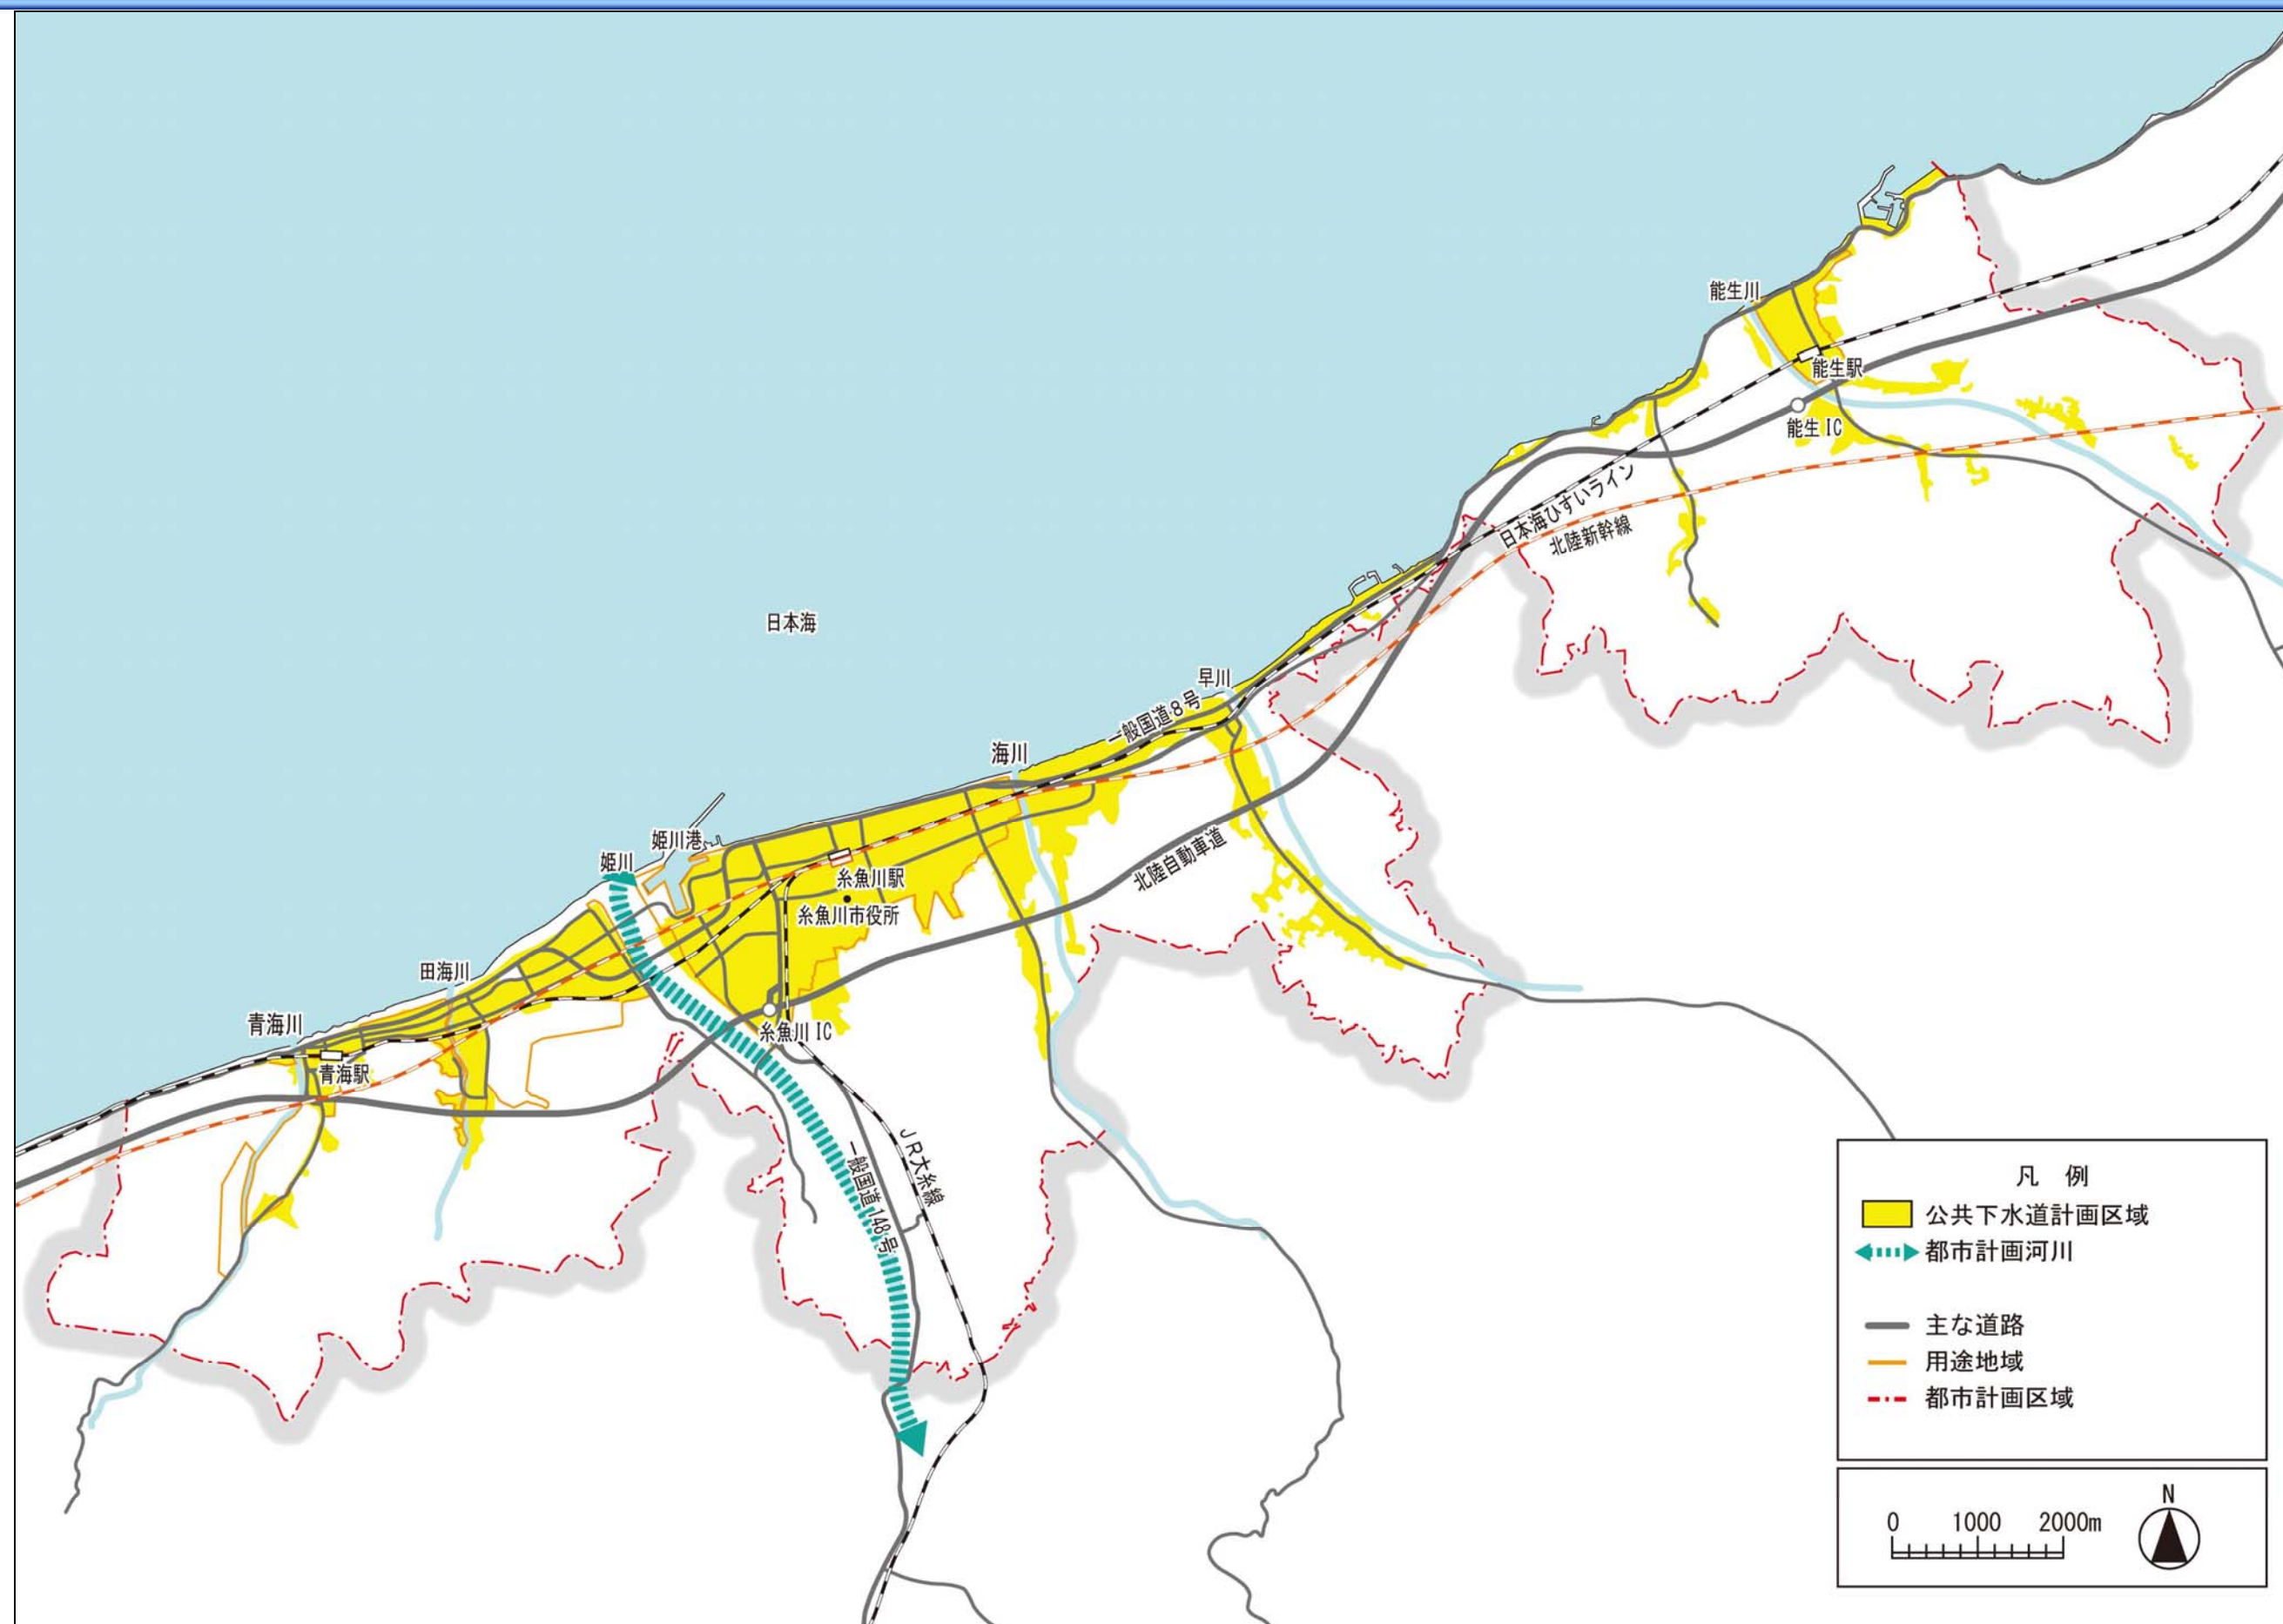 能生川
能生駅
能生 IC
日本海ひすいライン
北陸新幹線
日本海
早川
一般国道8号
海川
北陸自動車道
姫川港
姫川
糸魚川駅
糸魚川市役所
田海川
青海川
糸魚川 IC
青海駅
一般国道148号
JR大糸線
凡 例
公共下水道計画区域
都市計画河川
主な道路
用途地域
都市計画区域
0 1000 2000m
N